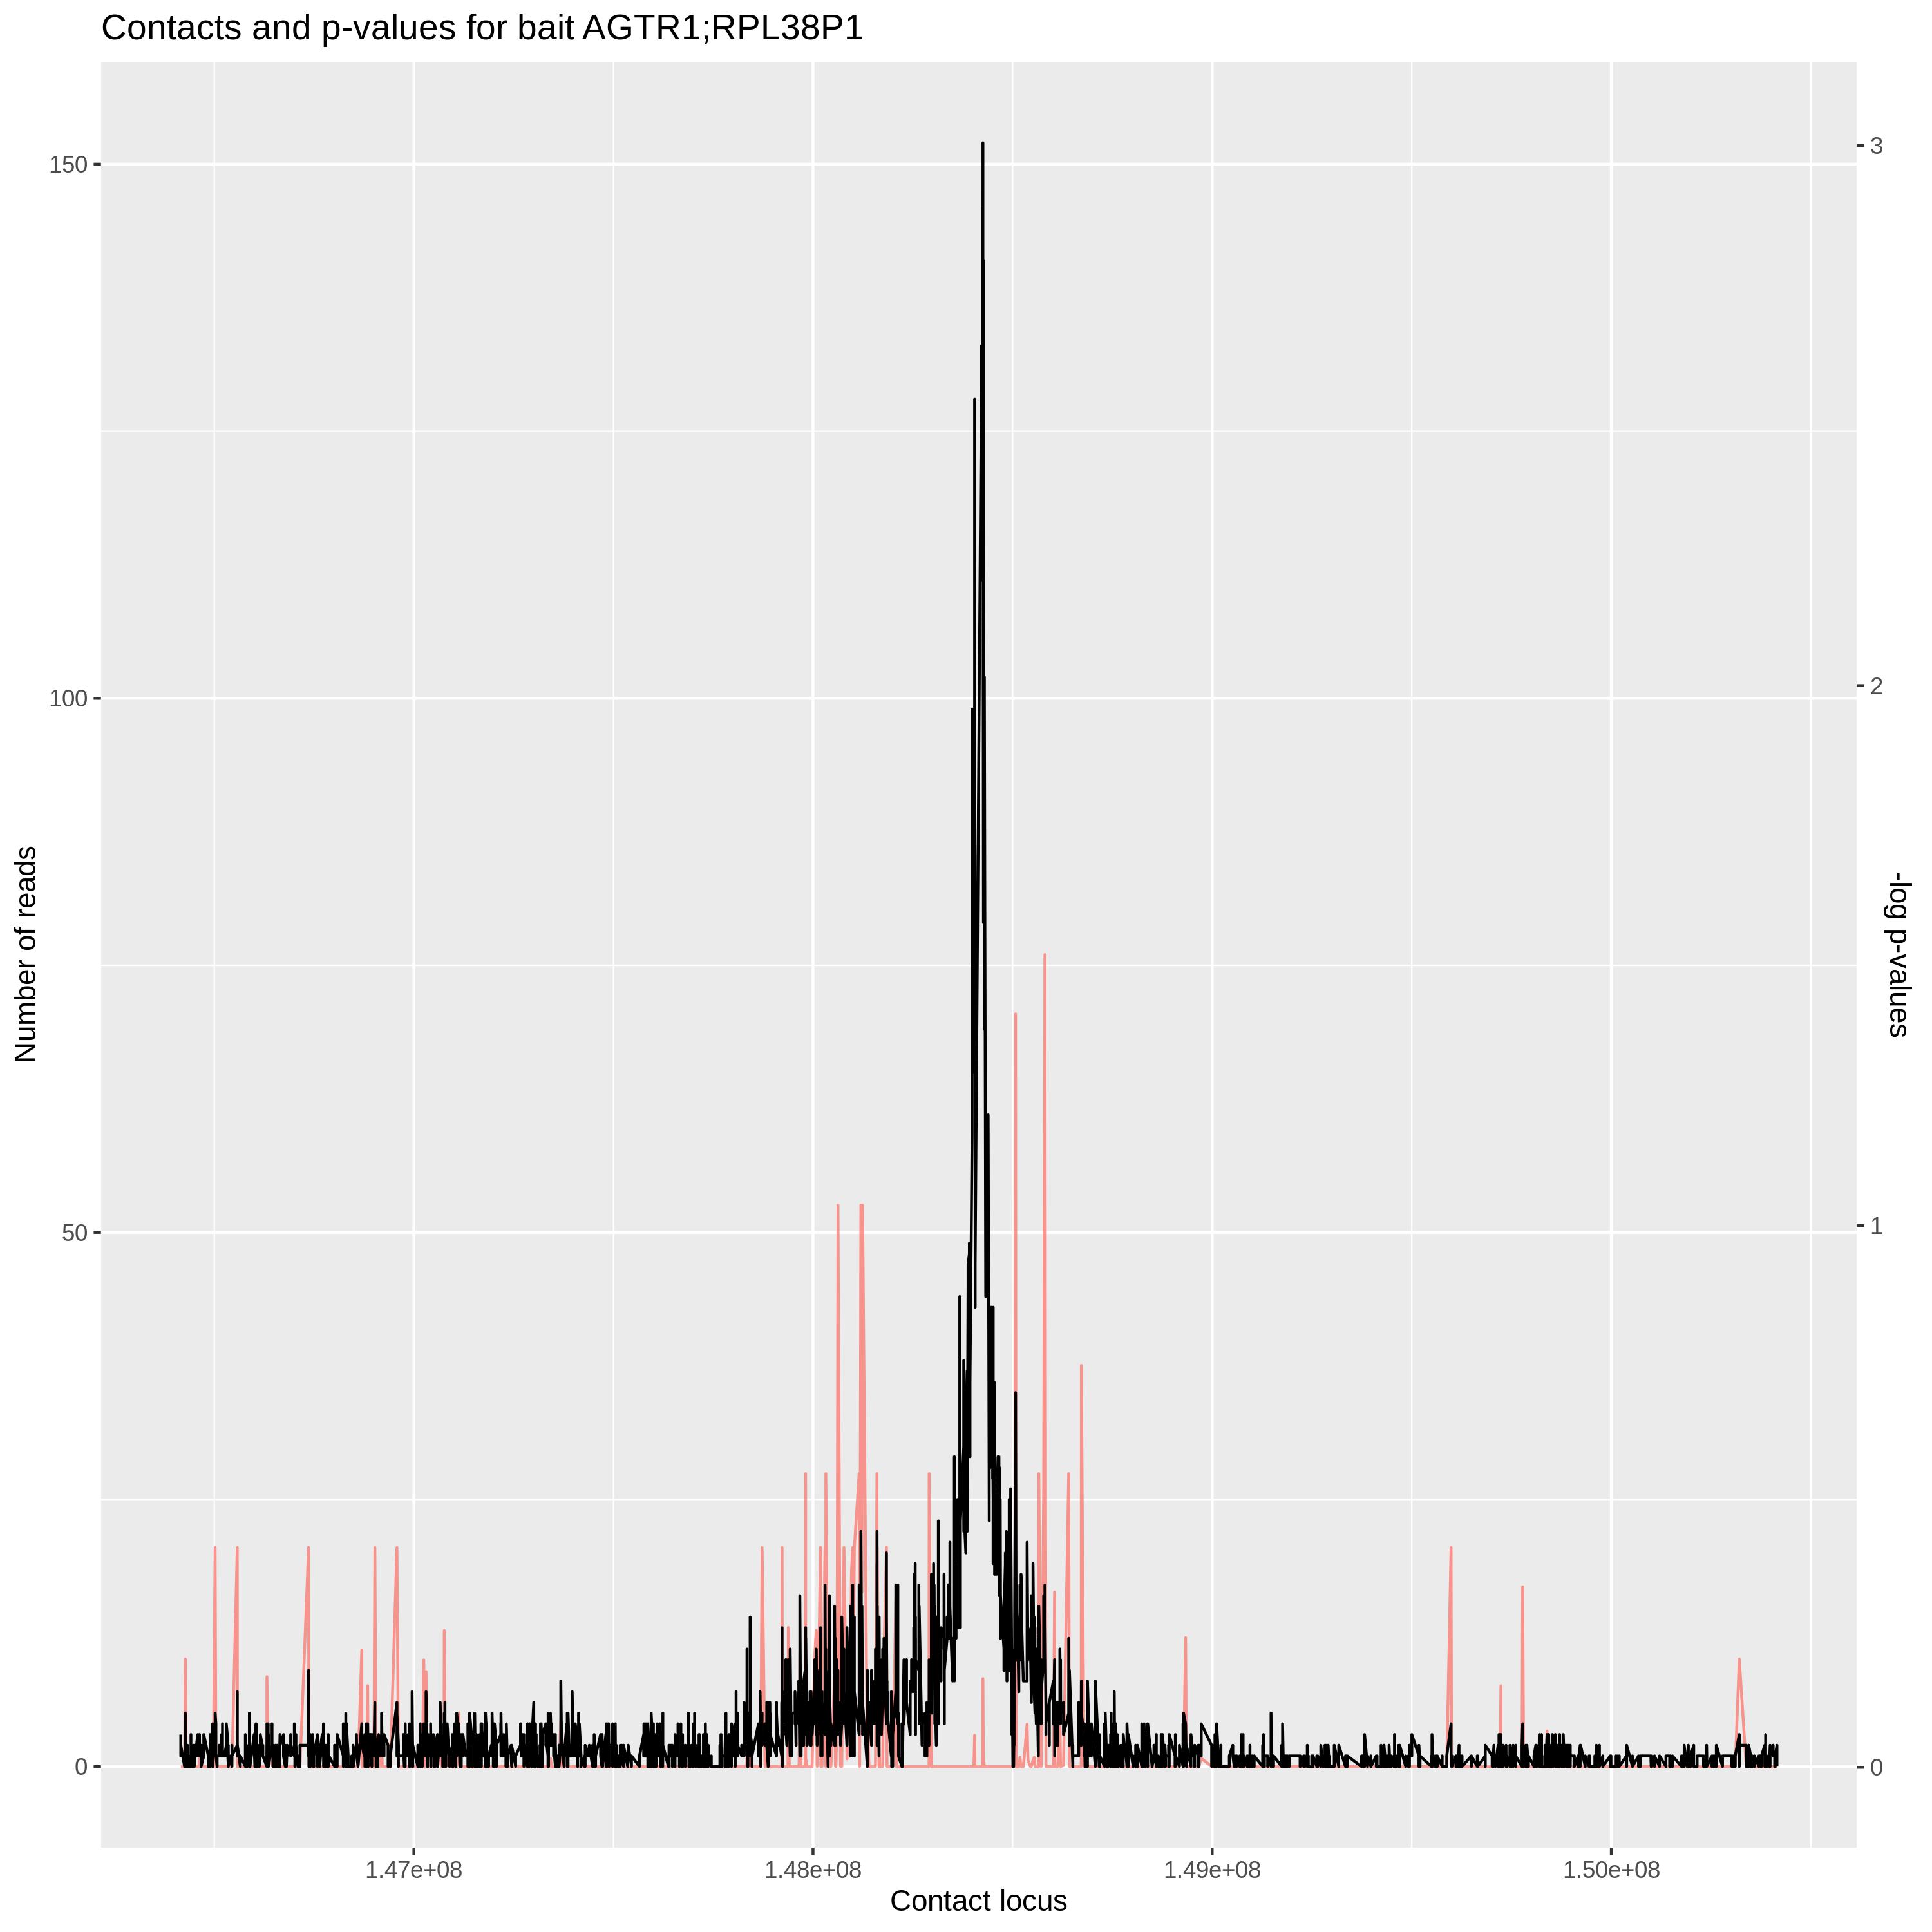 Contacts and p-values for bait AGTR1;RPL38P1
150
100
50
0
Number of reads
3
2
1
0
-log p-values
1.47e+08
1.48e+08
1.49e+08
1.50e+08
Contact locus